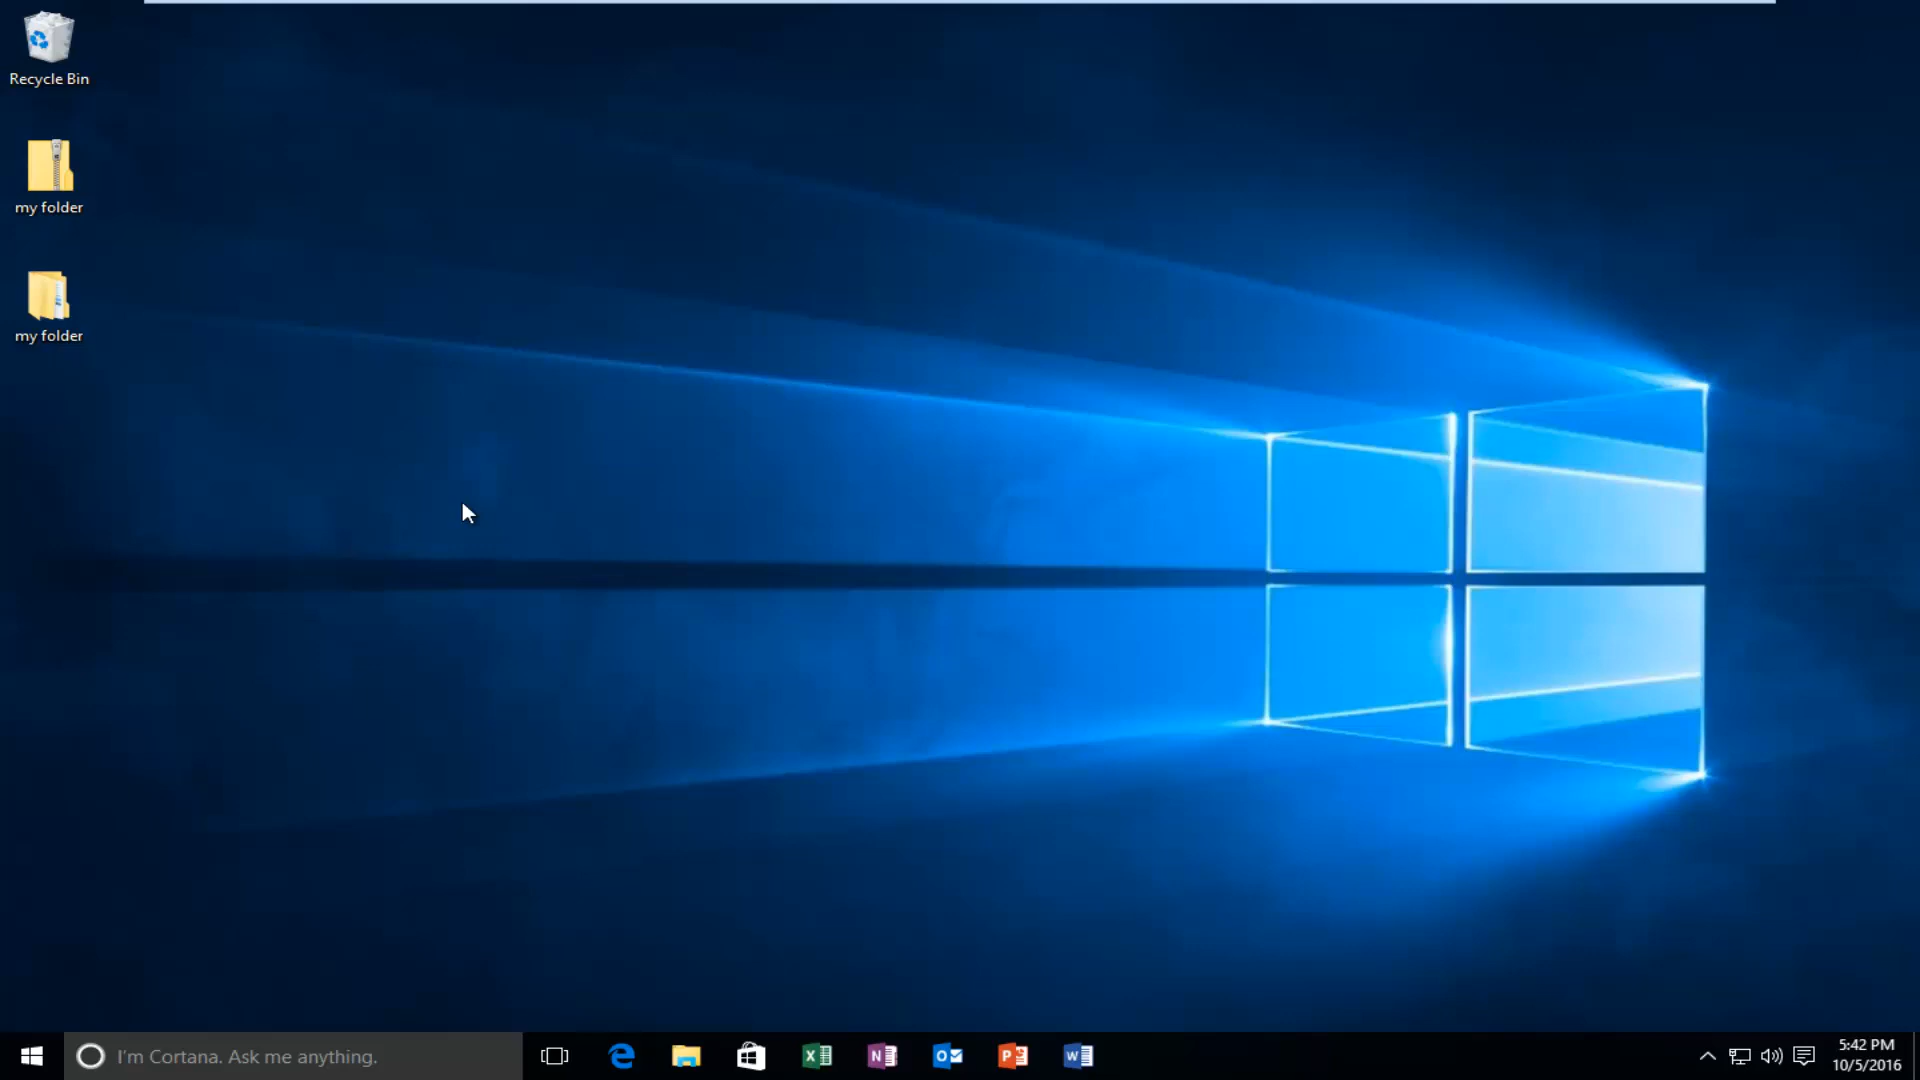 Recycle Bin
my folder
my folder
I'm Cortana. Ask me anything.
5:42 PM
10/5/2016